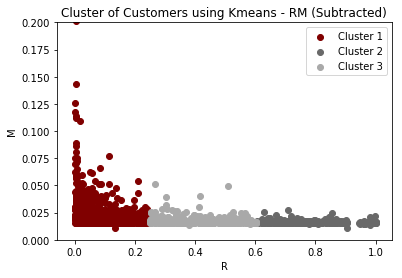 Cluster of Customers using Kmeans - RM (Subtracted)
0.200
0.175
0.150
0.125
0.100
0.075
0.050
0.025
0.000
M
Cluster 1
Cluster 2
Cluster 3
0.0 0.2 0.4 0.6 0.8 1.0
R